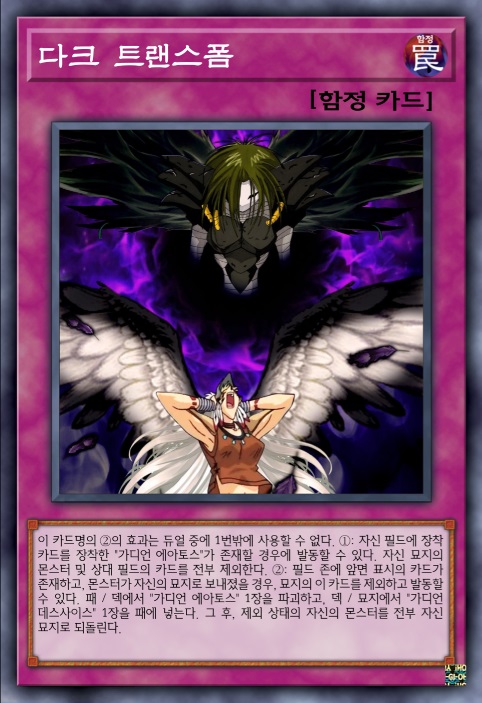 다크 트랜스폼
함정
罠
[함정 카드]
이 카드명의 ②의 효과는 듀얼 중에 1번밖에 사용할 수 없다. ①: 자신 필드에 장착
카드를 장착한 "가디언 에아토스"가 존재할 경우에 발동할 수 있다. 자신 묘지의
몬스터 및 상대 필드의 카드를 전부 제외한다. ②: 필드 존에 앞면 표시의 카드가
존재하고, 몬스터가 자신의 묘지로 보내졌을 경우, 묘지의 이 카드를 제외하고 발동할
수 있다. 패 / 덱에서 "가디언 에아토스" 1장을 파괴하고, 덱 / 묘지에서 "가디언
데스사이스" 1장을 패에 넣는다. 그 후, 제외 상태의 자신의 몬스터를 전부 자신
묘지로 되돌린다.